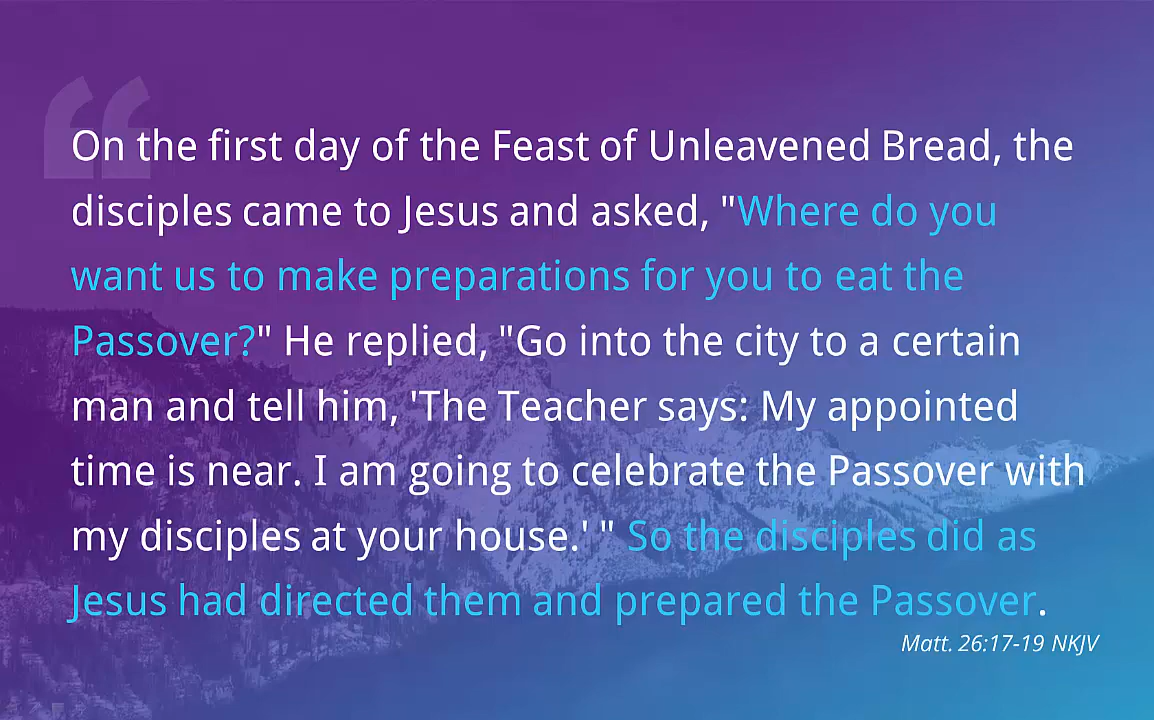 On the first day of the Feast of Unleavened Bread, the
disciples came to Jesus and asked, "Where do you
want us to make preparations for you to eat the
Passover?" He replied, "Go into the city to a certain
man and tell him, 'The Teacher says: My appointed
time is near. I am going to celebrate the Passover with
my disciples at your house.' " So the disciples did as
Jesus had directed them and prepared the Passover.
Matt. 26:17-19 NKJV